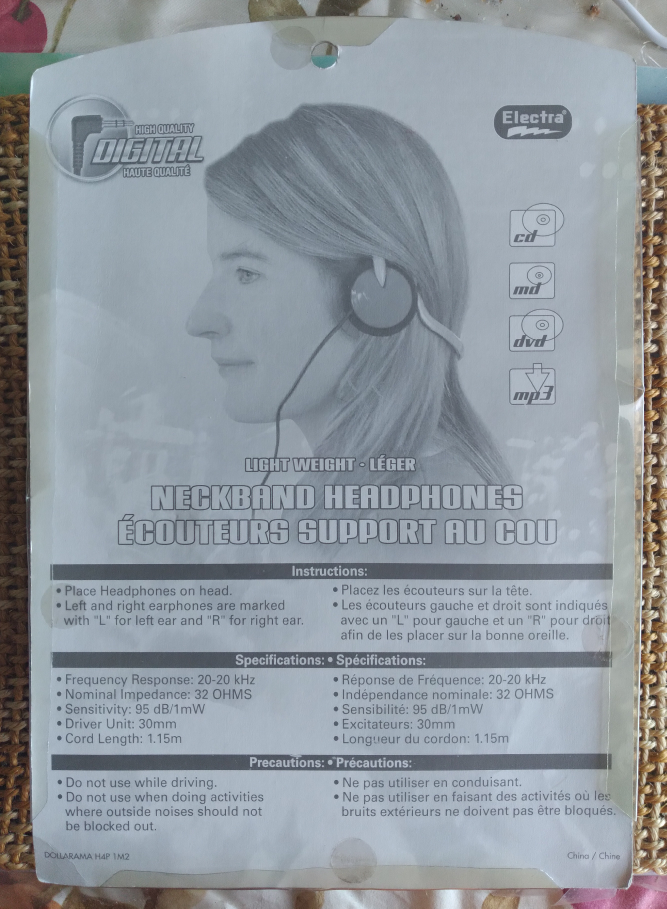 HIGH QUALITY
DIGITAL
HAUTE QUALITÉ
Electra®
cd
md
dvd
mp3
LIGHT WEIGHT • LÉGER
NECKBAND HEADPHONES
ÉCOUTEURS SUPPORT AU COU
Instructions:
• Place Headphones on head.
• Left and right earphones are marked
with "L" for left ear and "R" for right ear.
• Placez les écouteurs sur la tête.
• Les écouteurs gauche et droit sont indiqués
avec un "L" pour gauche et un "R" pour droit
afin de les placer sur la bonne oreille.
Specifications: • Spécifications:
• Frequency Response: 20-20 kHz
• Nominal Impedance: 32 OHMS
• Sensitivity: 95 dB/1mW
• Driver Unit: 30mm
• Cord Length: 1.15m
• Réponse de Fréquence: 20-20 kHz
• Indépendance nominale: 32 OHMS
• Sensibilité: 95 dB/1mW
• Excitateurs: 30mm
• Longueur du cordon: 1.15m
Precautions: • Précautions:
• Do not use while driving.
• Do not use when doing activities
where outside noises should not
be blocked out.
• Ne pas utiliser en conduisant.
• Ne pas utiliser en faisant des activités où les
bruits extérieurs ne doivent pas être bloqués.
DOLLARAMA H4P 1M2
China / Chine